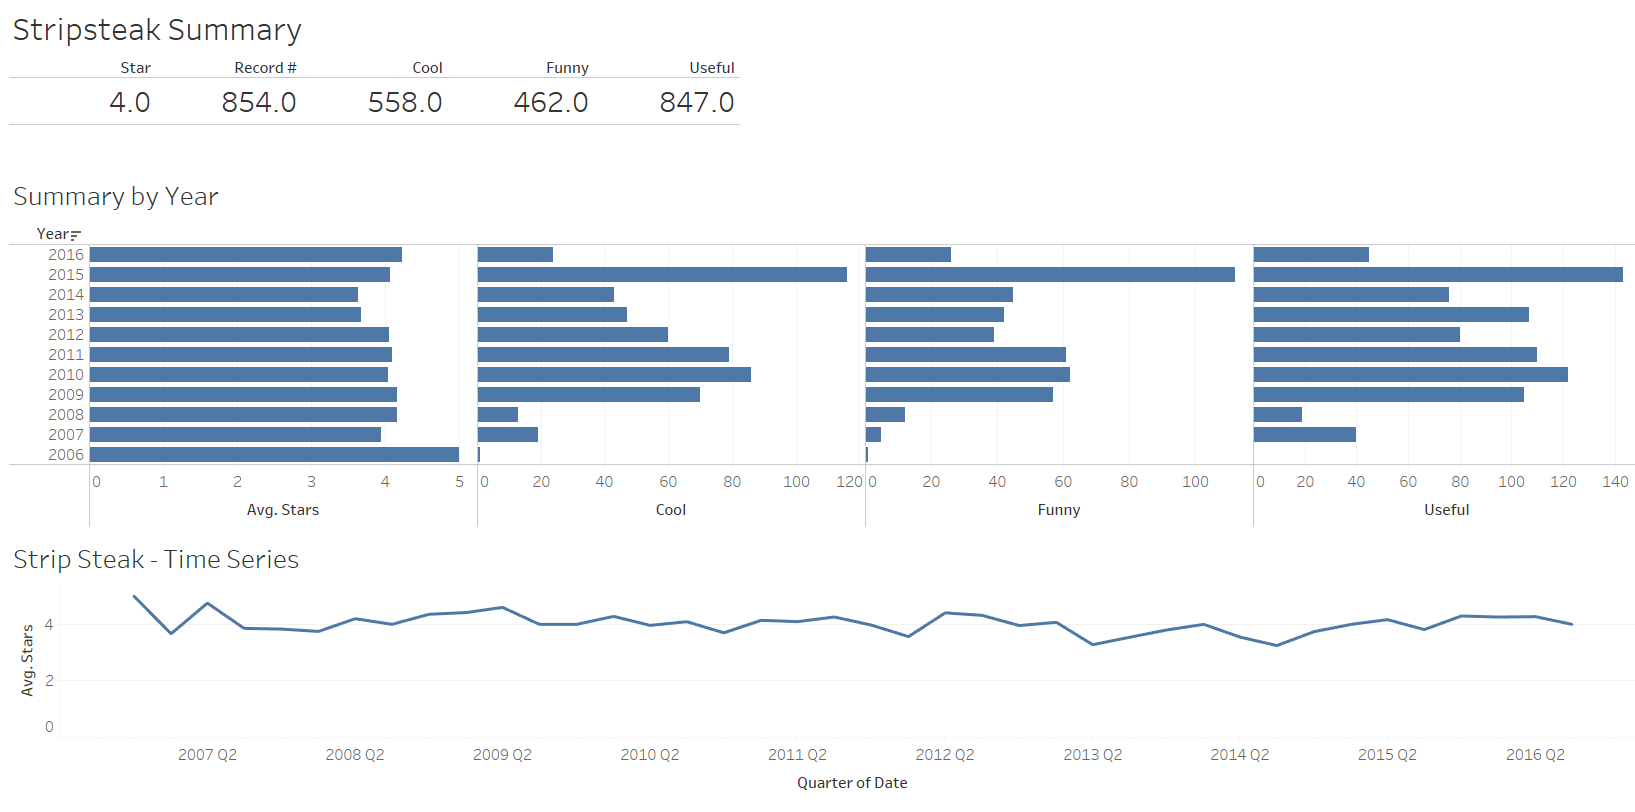 Stripsteak Summary
Star Record # Cool Funny Useful
4.0 854.0 558.0 462.0 847.0
Summary by Year
Year
2016
2015
2014
2013
2012
2011
2010
2009
2008
2007
2006
0 1 2 3 4 5 0 20 40 60 80 100 120 0 20 40 60 80 100 0 20 40 60 80 100 120 140
Avg. Stars Cool Funny Useful
Strip Steak - Time Series
Avg. Stars
4
2
0
2007 Q2 2008 Q2 2009 Q2 2010 Q2 2011 Q2 2012 Q2 2013 Q2 2014 Q2 2015 Q2 2016 Q2
Quarter of Date